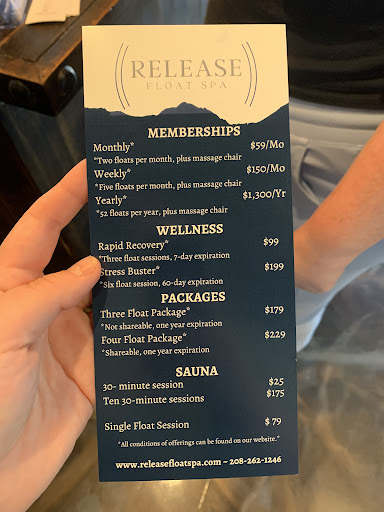 RELEASE
FLOAT SPA
MEMBERSHIPS
Monthly* $59/Mo
*Two floats per month, plus massage chair
Weekly* $150/Mo
*Five floats per month, plus massage chair
Yearly* $1,300/Yr
*52 floats per year, plus massage chair
WELLNESS
Rapid Recovery* $99
*Three float sessions, 7-day expiration
Stress Buster* $199
*Six float session, 60-day expiration
PACKAGES
Three Float Package* $179
*Not shareable, one year expiration
Four Float Package* $229
*Shareable, one year expiration
SAUNA
30- minute session $25
Ten 30-minute sessions $175
Single Float Session $ 79
*All conditions of offerings can be found on our website.*
www.releasefloatspa.com ~ 208-262-1246